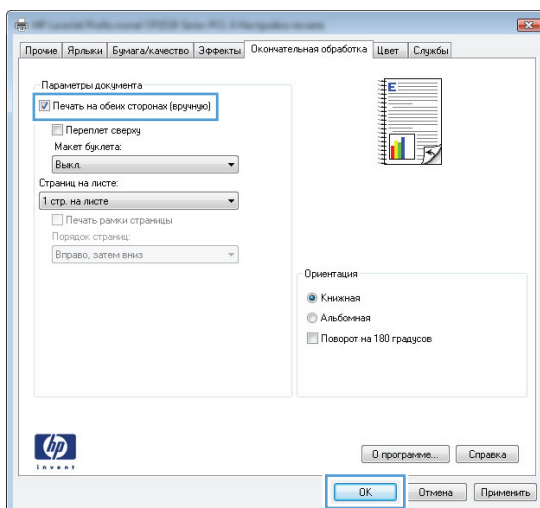 Прочие Ярлыки Бумага/качество Эффекты Окончательная обработка Цвет Службы
Параметры документа
Печать на обеих сторонах (вручную)
E
Переплет сверху
Макет буклета:
Выкл.
Страниц на листе:
1 стр. на листе
Печать рамки страницы
Порядок страниц:
Вправо, затем вниз
Ориентация
Книжная
Альбомная
Поворот на 180 градусов
hp
invent
О программе... Справка
OK Отмена Применить